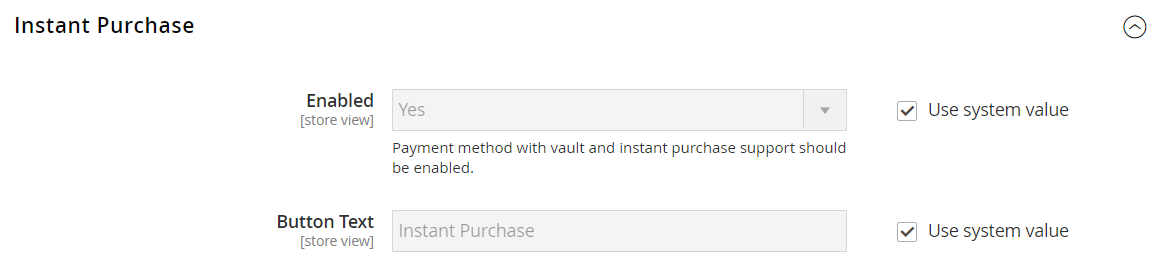 Instant Purchase
Enabled
[store view]
Yes
Use system value
Payment method with vault and instant purchase support should
be enabled.
Button Text
[store view]
Instant Purchase
Use system value